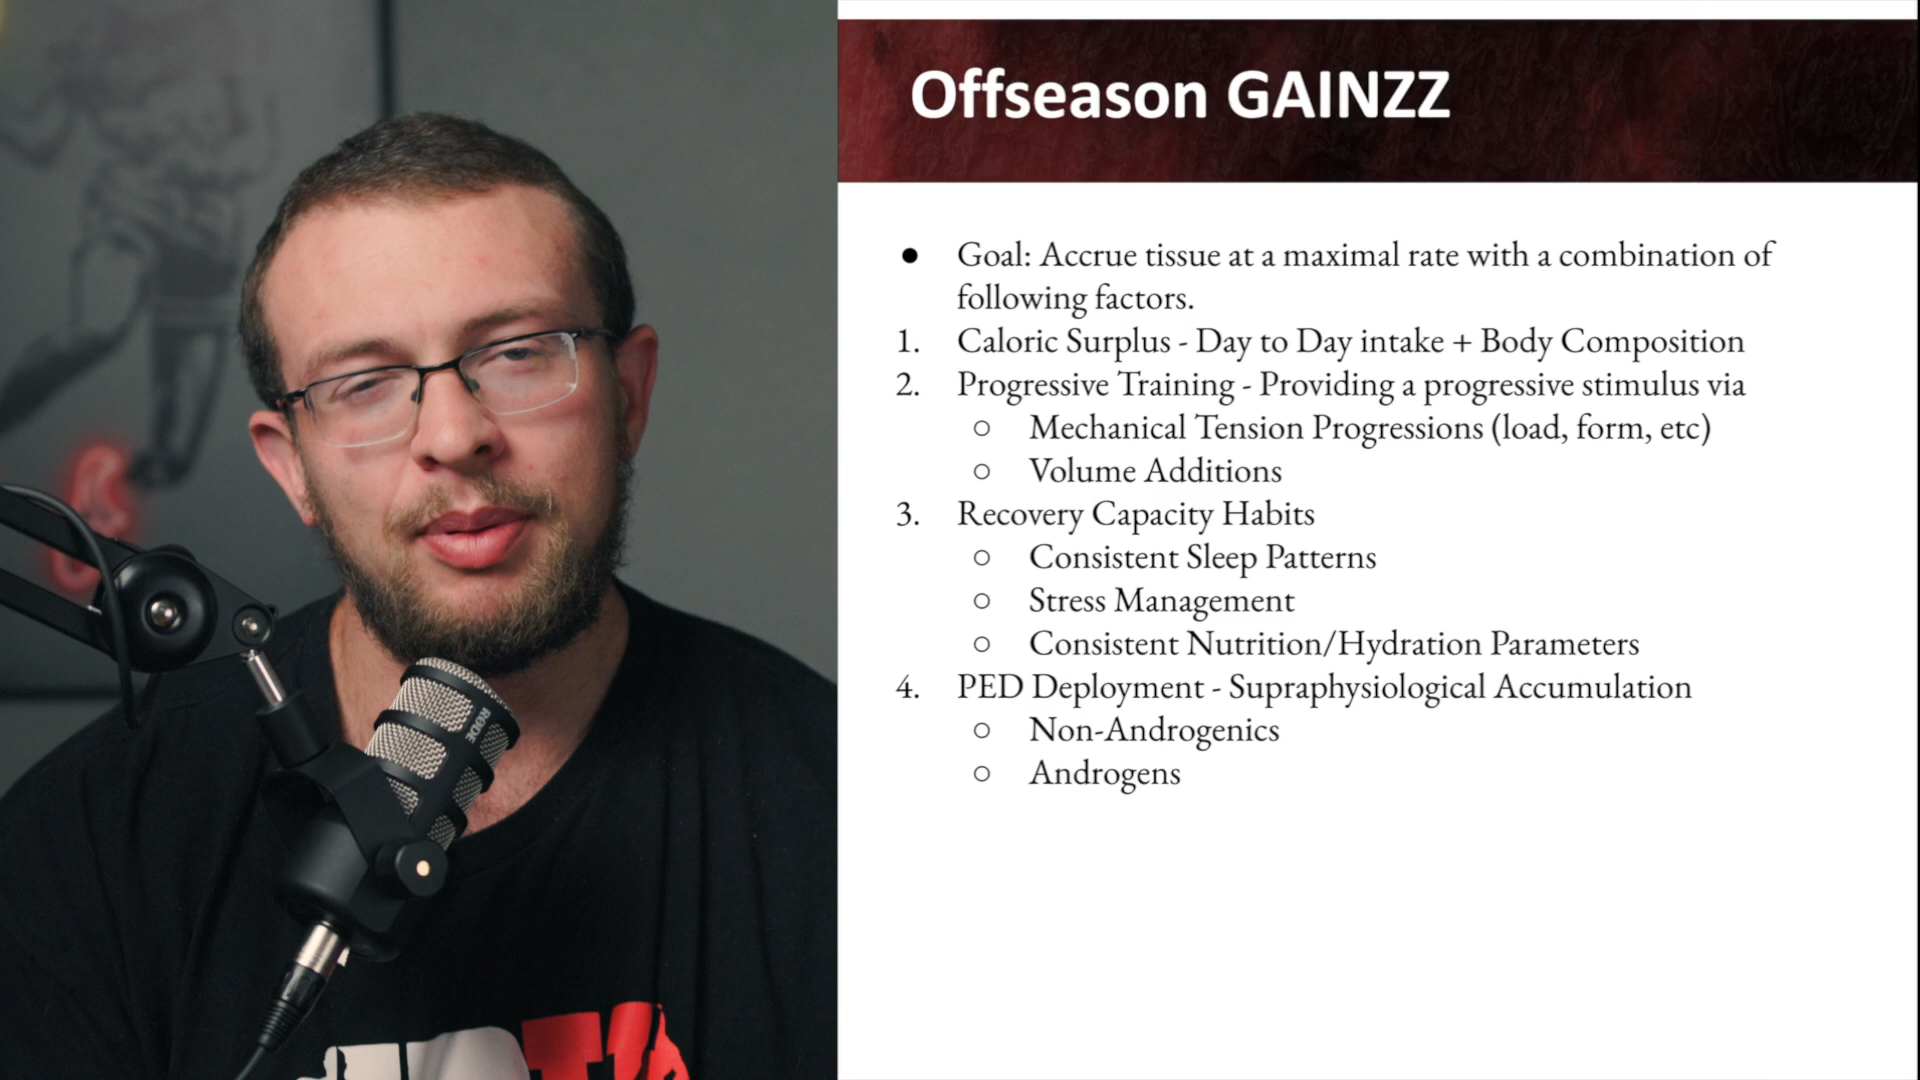 Offseason GAINZZ
● Goal: Accrue tissue at a maximal rate with a combination of
following factors.
1. Caloric Surplus - Day to Day intake + Body Composition
2. Progressive Training - Providing a progressive stimulus via
○ Mechanical Tension Progressions (load, form, etc)
○ Volume Additions
3. Recovery Capacity Habits
○ Consistent Sleep Patterns
○ Stress Management
○ Consistent Nutrition/Hydration Parameters
4. PED Deployment - Supraphysiological Accumulation
○ Non-Androgenics
○ Androgens
RØDE